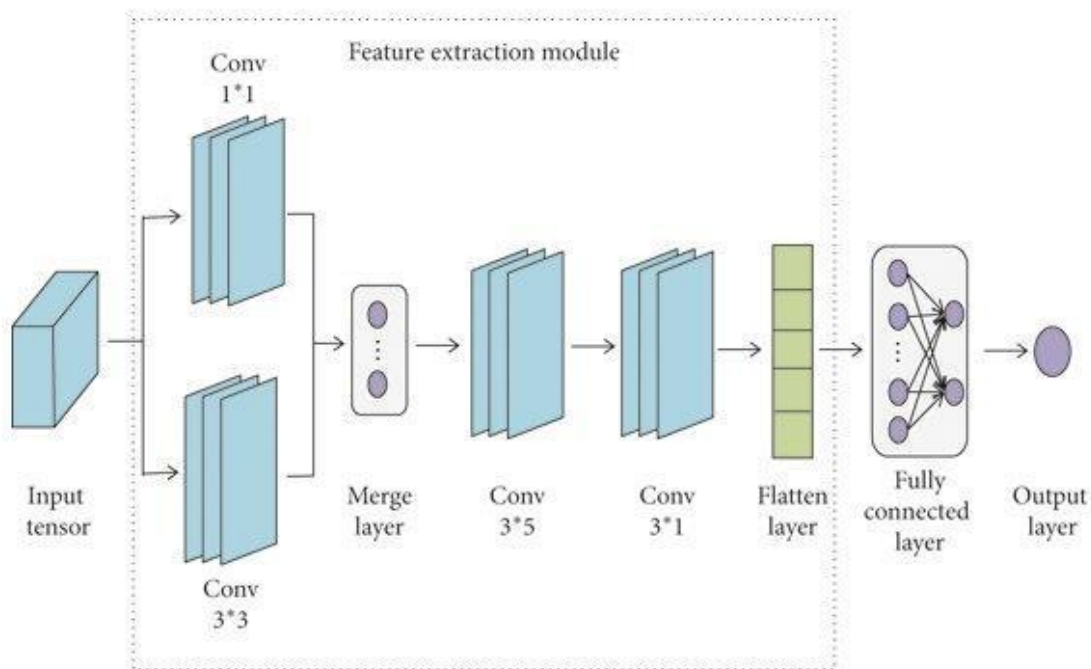 Feature extraction module
Conv
1*1
Input
tensor
Conv
3*3
Merge
layer
Conv
3*5
Conv
3*1
Flatten
layer
Fully
connected
layer
Output
layer